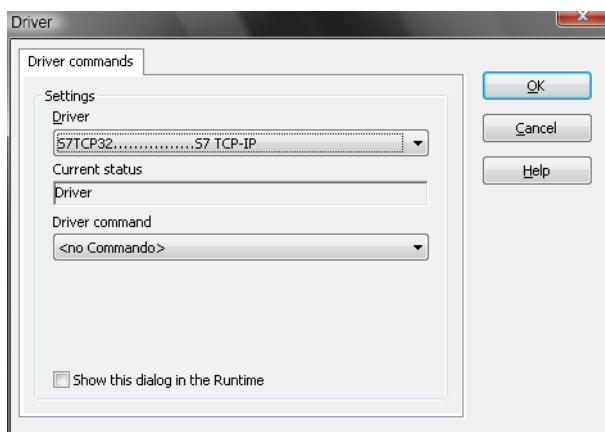 Driver
Driver commands
OK
Settings
Driver
S7TCP32................S7 TCP-IP
Cancel
Current status
Help
Driver
Driver command
<no Commando>
Show this dialog in the Runtime